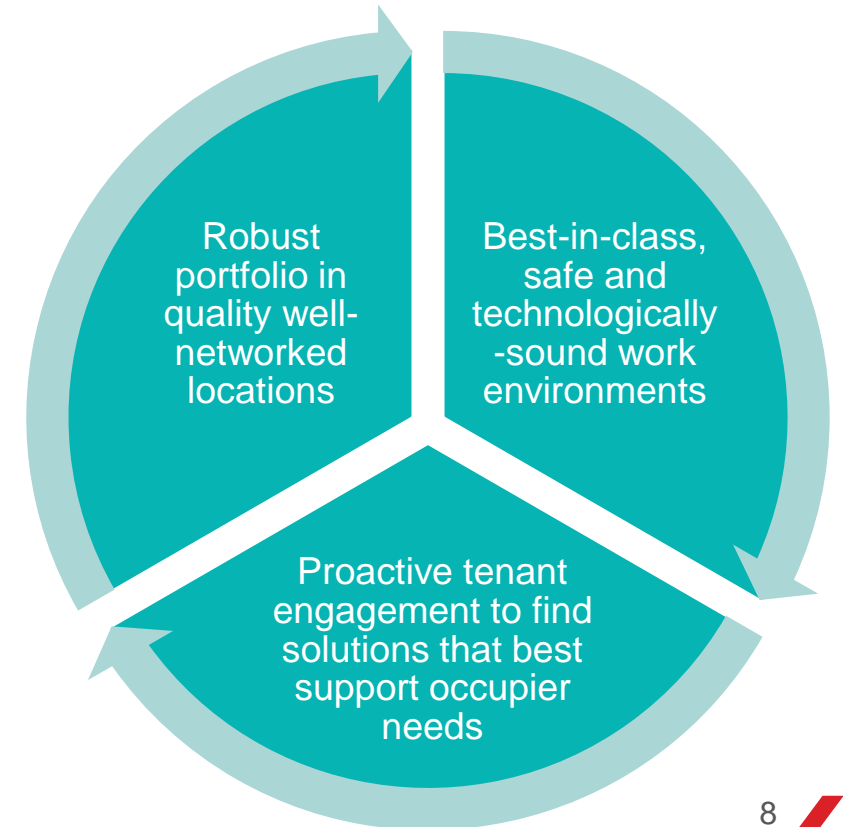 Robust
portfolio in
quality well-
networked
locations
Best-in-class,
safe and
technologically
-sound work
environments
Proactive tenant
engagement to find
solutions that best
support occupier
needs
8